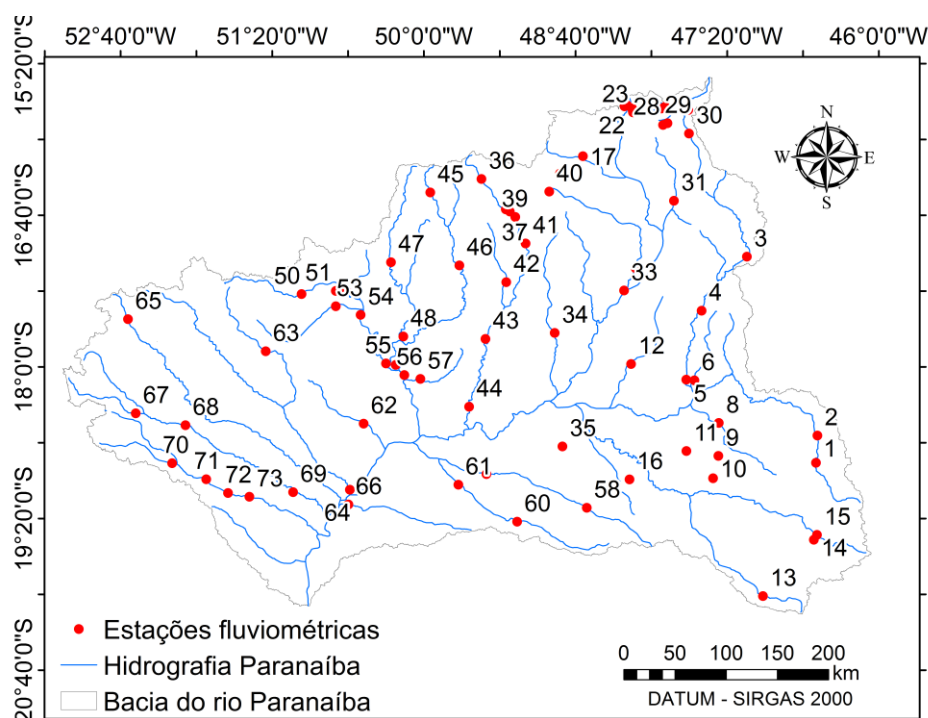 52°40'0"W 51°20'0"W 50°0'0"W 48°40'0"W 47°20'0"W 46°0'0"W
15°20'0"S
16°40'0"S
18°0'0"S
19°20'0"S
20°40'0"S
N
W E
S
23 28 29
22 30
36 17
45 40 31
39
37 41
47 46 42 3
50 51 53 54 33 4
65
63 48 43 34 12
55 56 57 6
5
44 8 2
67 68 62 35 11 9 1
70 61 16 10
71 72 73 69 66 58
64 60 15
14
13
Estações fluviométricas
Hidrografia Paranaíba
Bacia do rio Paranaíba
0 50 100 150 200
km
DATUM - SIRGAS 2000